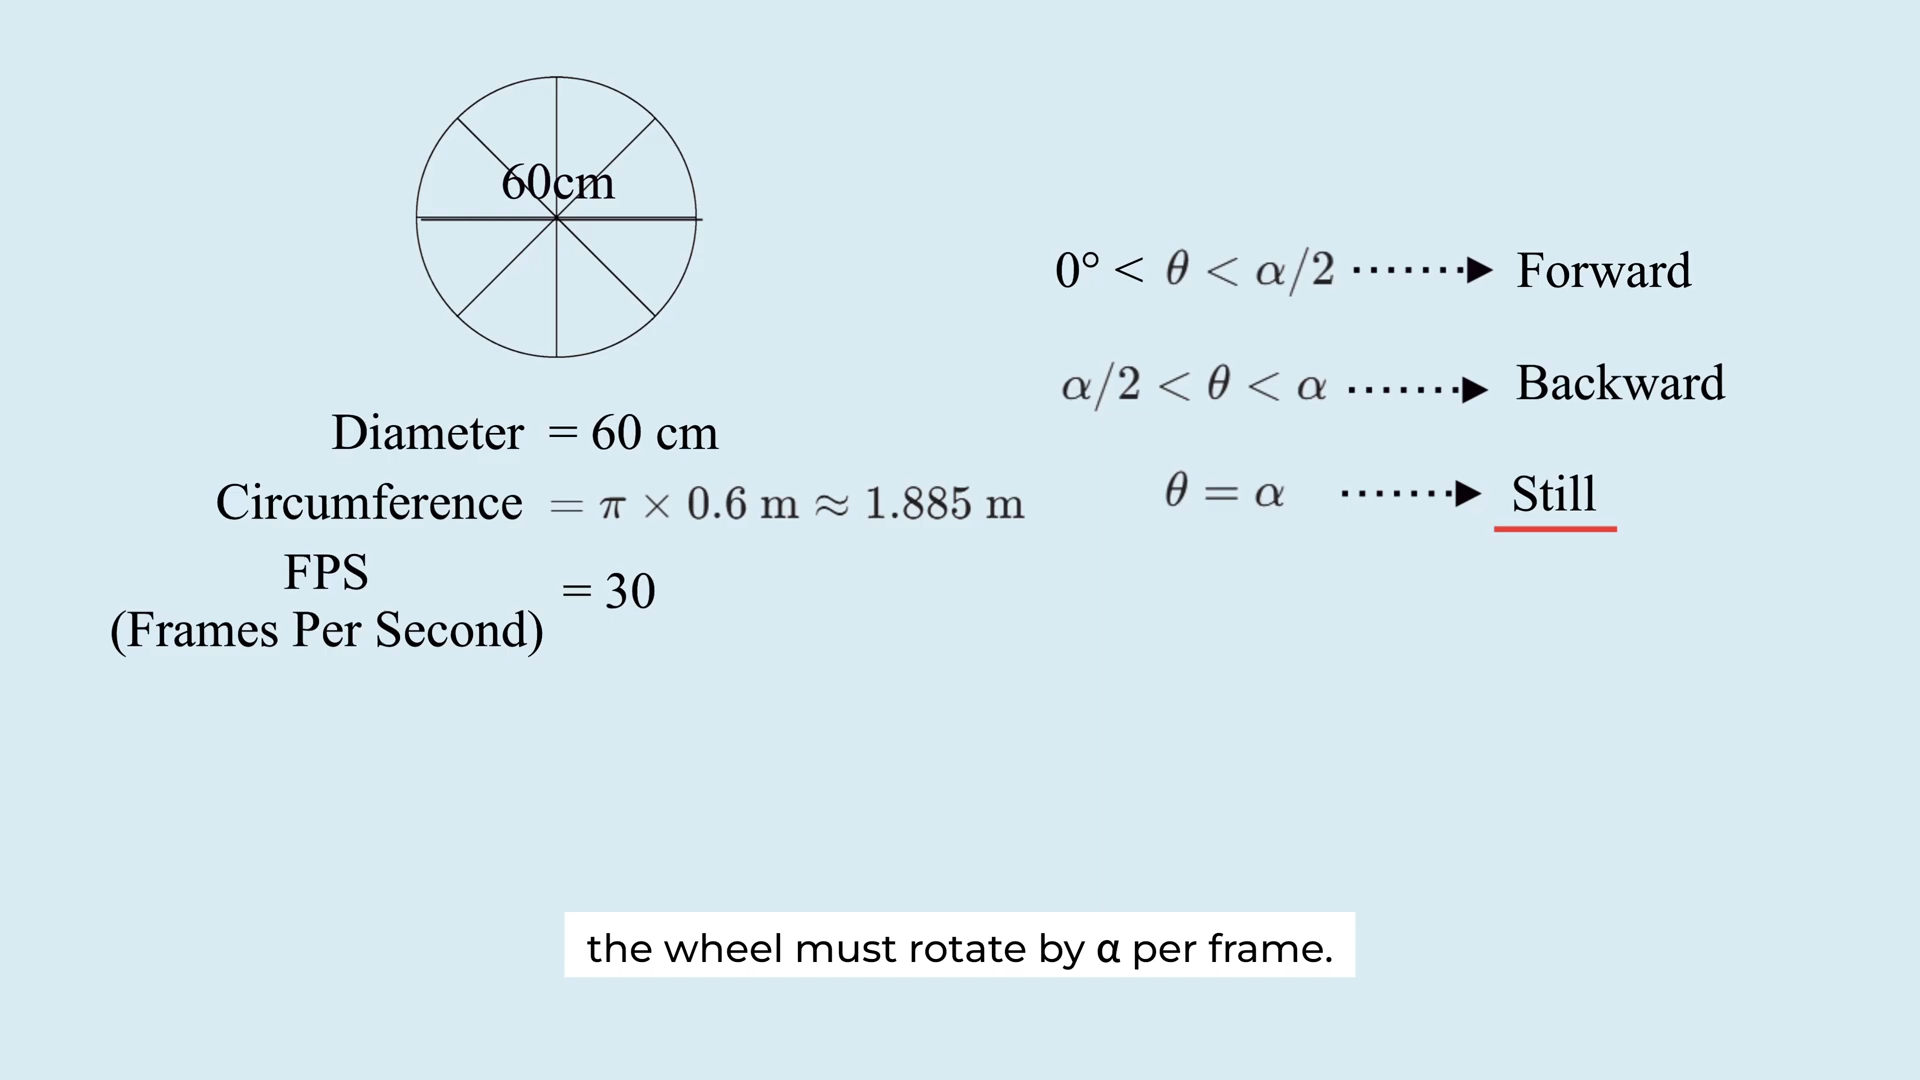 60cm
Diameter = 60 cm
Circumference = π × 0.6 m ≈ 1.885 m
FPS
(Frames Per Second) = 30
0° < θ < α/2 Forward
α/2 < θ < α Backward
θ = α Still
the wheel must rotate by α per frame.